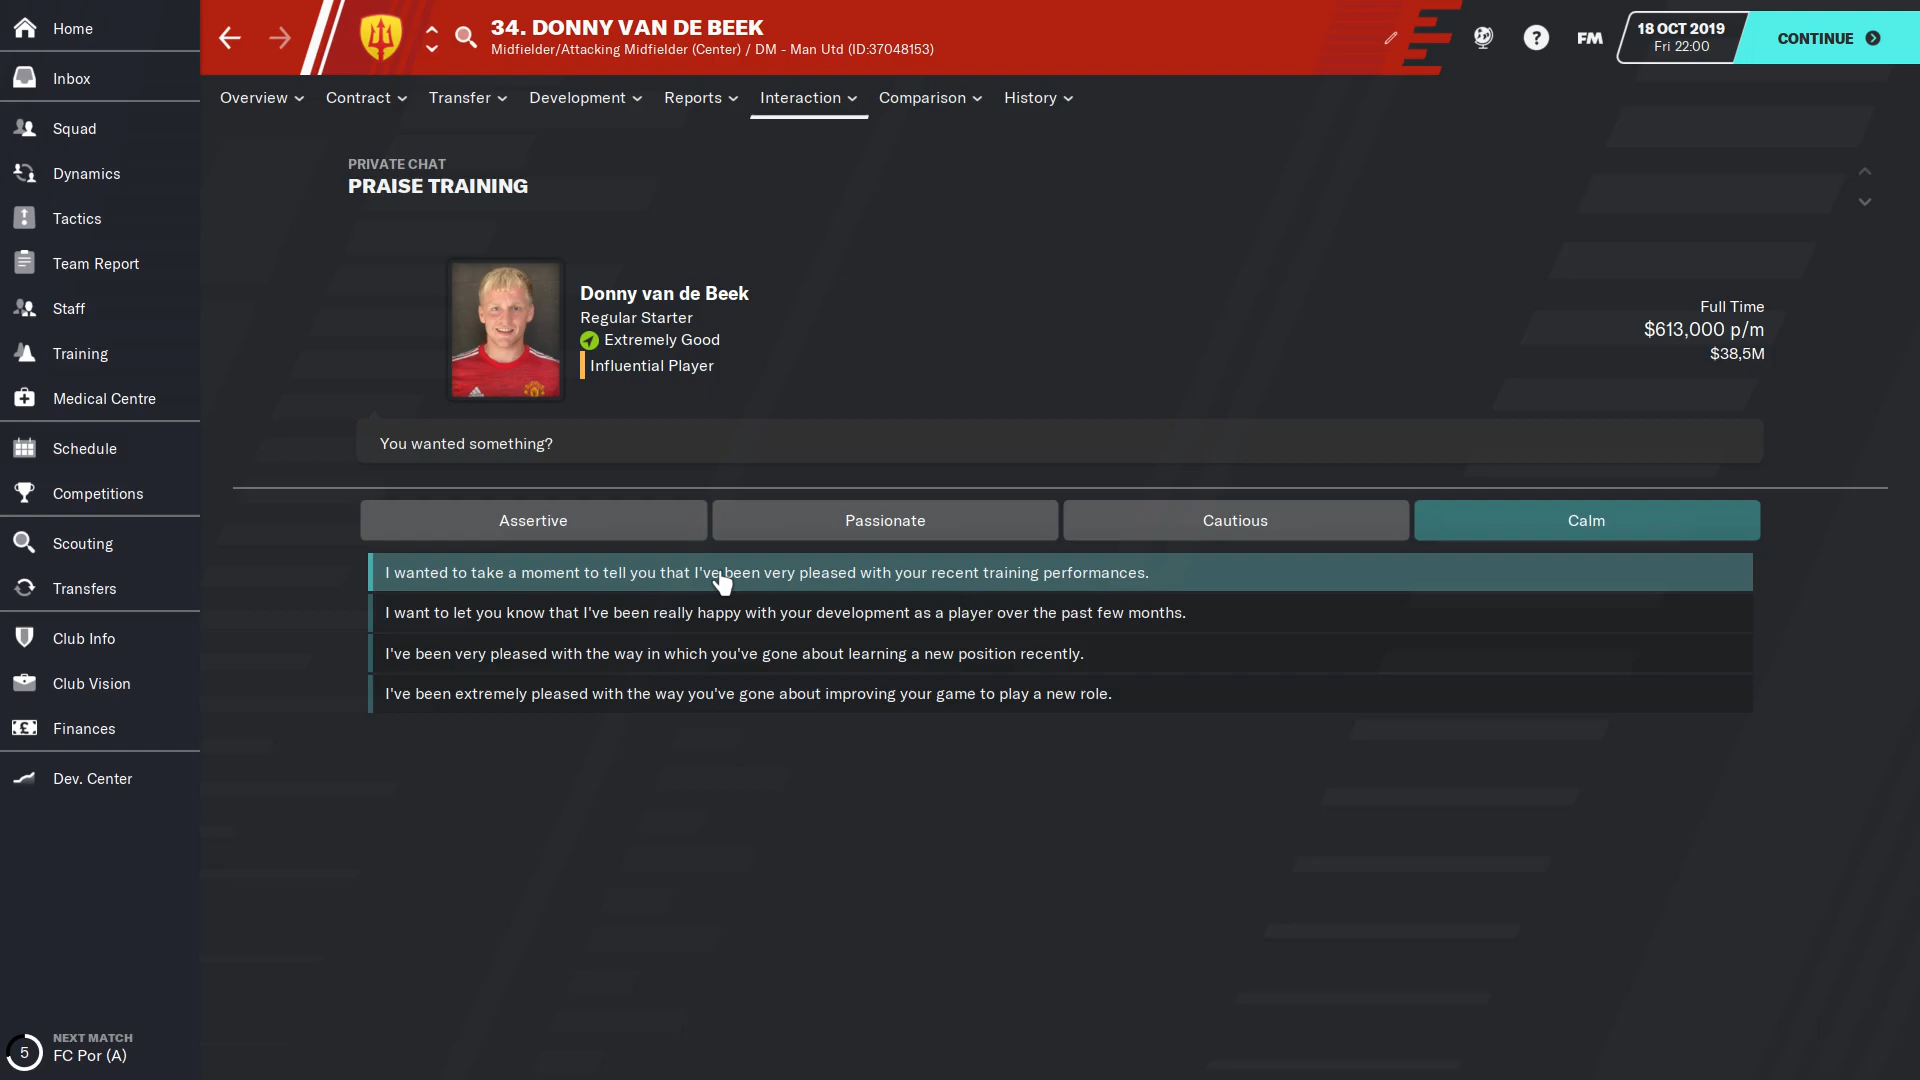 Home
Inbox
Squad
Dynamics
Tactics
Team Report
Staff
Training
Medical Centre
Schedule
Competitions
Scouting
Transfers
Club Info
Club Vision
Finances
Dev. Center
5
NEXT MATCH
FC Por (A)
34. DONNY VAN DE BEEK
Midfielder/Attacking Midfielder (Center) / DM - Man Utd (ID:37048153)
?
FM
18 OCT 2019
Fri 22:00
CONTINUE
Overview
Contract
Transfer
Development
Reports
Interaction
Comparison
History
PRIVATE CHAT
PRAISE TRAINING
Donny van de Beek
Regular Starter
Extremely Good
Influential Player
Full Time
$613,000 p/m
$38,5M
You wanted something?
Assertive
Passionate
Cautious
Calm
I wanted to take a moment to tell you that I've been very pleased with your recent training performances.
I want to let you know that I've been really happy with your development as a player over the past few months.
I've been very pleased with the way in which you've gone about learning a new position recently.
I've been extremely pleased with the way you've gone about improving your game to play a new role.